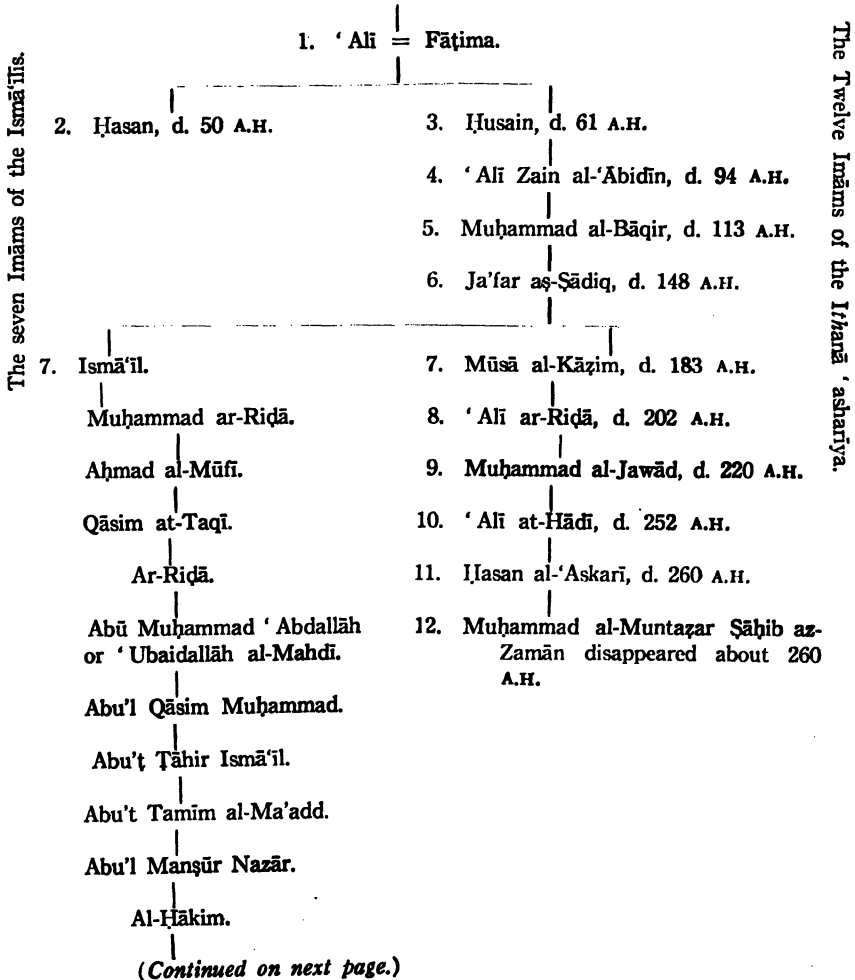 The seven Imāms of the Ismā‘īlis.
The Twelve Imāms of the Ithanā ‘asharīya.
1. ‘Alī = Fāṭima.
2. Ḥasan, d. 50 A.H.
3. Ḥusain, d. 61 A.H.
4. ‘Alī Zain al-‘Ābidīn, d. 94 A.H.
5. Muḥammad al-Bāqir, d. 113 A.H.
6. Ja‘far aṣ-Ṣādiq, d. 148 A.H.
7. Ismā‘īl.
Muḥammad ar-Riḍā.
Aḥmad al-Mūfī.
Qāsim at-Taqī.
Ar-Riḍā.
Abū Muḥammad ‘Abdallāh
or ‘Ubaidallāh al-Mahdī.
Abu’l Qāsim Muḥammad.
Abu’ṭ Ṭāhir Ismā‘īl.
Abu’t Tamīm al-Ma’add.
Abu’l Manṣūr Nazār.
Al-Ḥākim.
(Continued on next page.)
7. Mūsā al-Kāẓim, d. 183 A.H.
8. ‘Alī ar-Riḍā, d. 202 A.H.
9. Muḥammad al-Jawād, d. 220 A.H.
10. ‘Alī at-Hādī, d. 252 A.H.
11. Ḥasan al-‘Askarī, d. 260 A.H.
12. Muḥammad al-Muntaẓar Ṣāḥib az-
Zamān disappeared about 260
A.H.